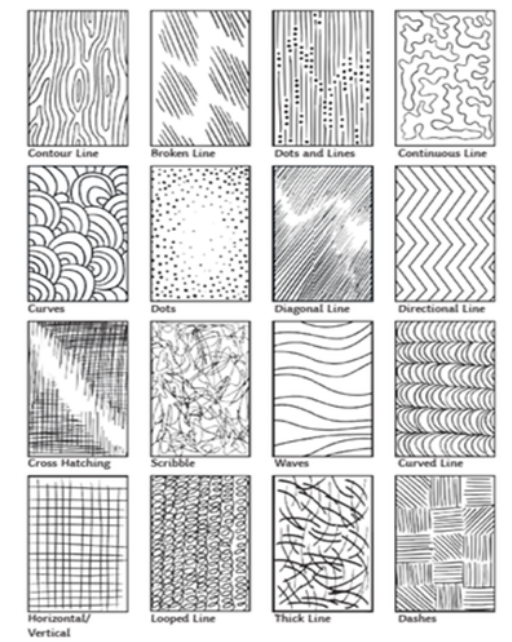 Contour Line
Broken Line
Dots and Lines
Continuous Line
Curves
Dots
Diagonal Line
Directional Line
Cross Hatching
Scribble
Waves
Curved Line
Horizontal/
Vertical
Looped Line
Thick Line
Dashes